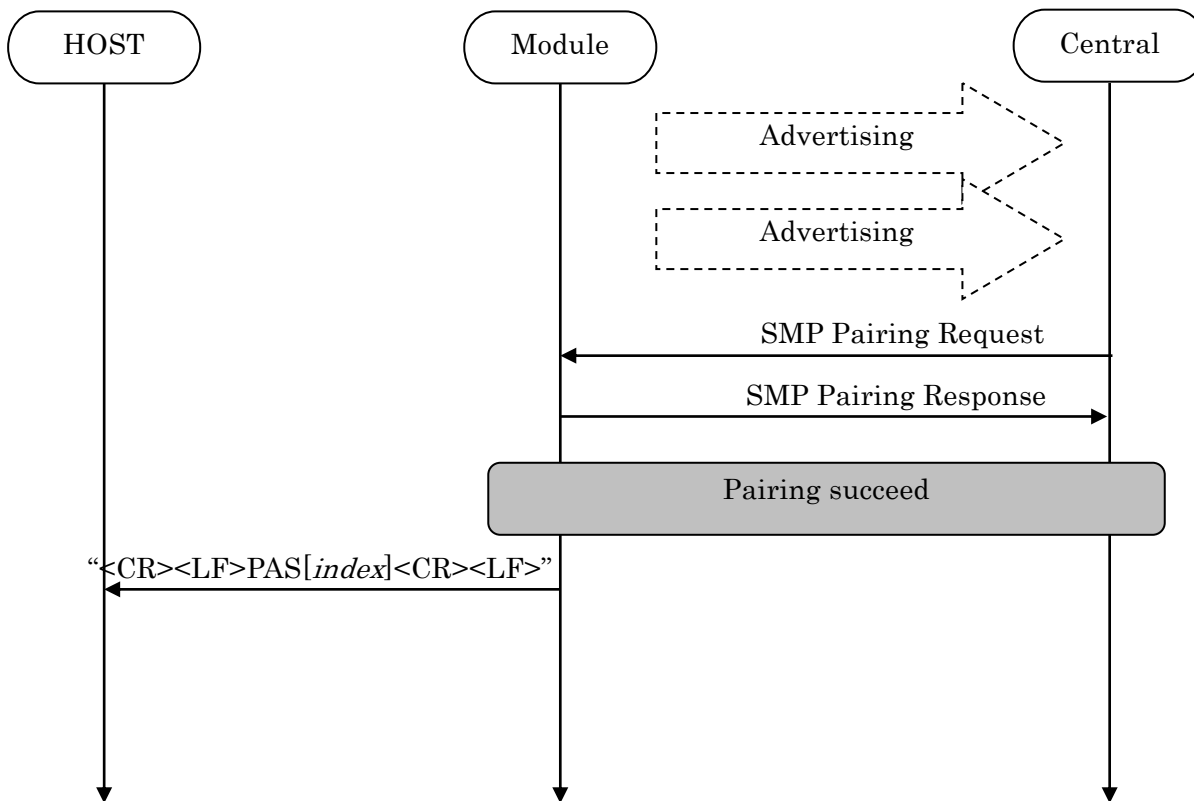 HOST
Module
Central
Advertising
Advertising
SMP Pairing Request
SMP Pairing Response
Pairing succeed
“<CR><LF>PAS[index]<CR><LF>”